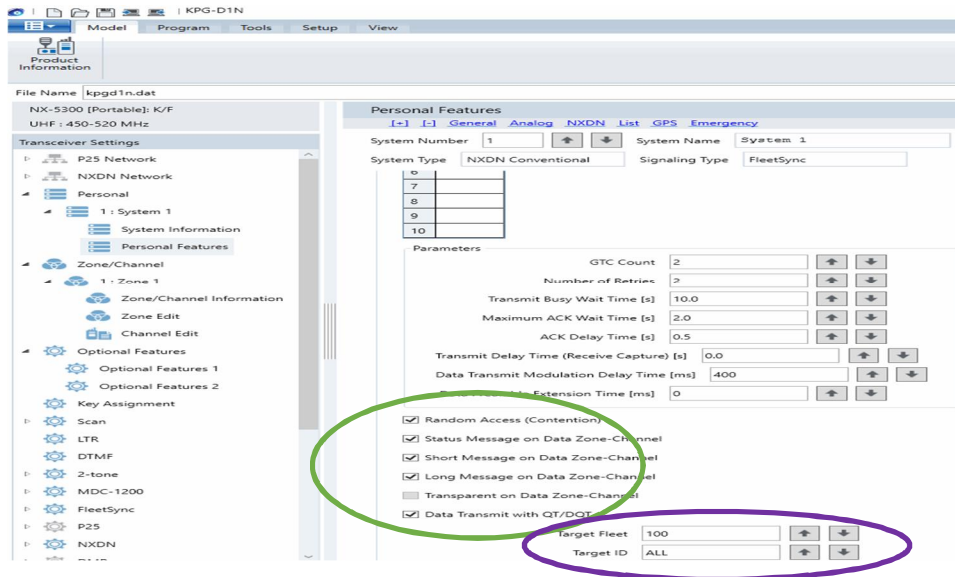 KPG-D1N
Model Program Tools Setup View
Product
Information
File Name kpgd1n.dat
NX-5300 [Portable]: K/F
UHF : 450-520 MHz
Transceiver Settings
P25 Network
NXDN Network
Personal
1 : System 1
System Information
Personal Features
Zone/Channel
1 : Zone 1
Zone/Channel Information
Zone Edit
Channel Edit
Optional Features
Optional Features 1
Optional Features 2
Key Assignment
Scan
LTR
DTMF
2-tone
MDC-1200
FleetSync
P25
NXDN
Personal Features
[+] [-] General Analog NXDN List GPS Emergency
System Number 1 System Name System 1
System Type NXDN Conventional Signaling Type FleetSync
7
8
9
10
Parameters
GTC Count 2
Number of Retries 2
Transmit Busy Wait Time [s] 10.0
Maximum ACK Wait Time [s] 2.0
ACK Delay Time [s] 0.5
Transmit Delay Time (Receive Capture) [s] 0.0
Data Transmit Modulation Delay Time [ms] 400
Extension Time [ms] 0
Random Access (Contention)
Status Message on Data Zone-Channel
Short Message on Data Zone-Channel
Long Message on Data Zone-Channel
Transparent on Data Zone-Channel
Data Transmit with QT/DQT
Target Fleet 100
Target ID ALL